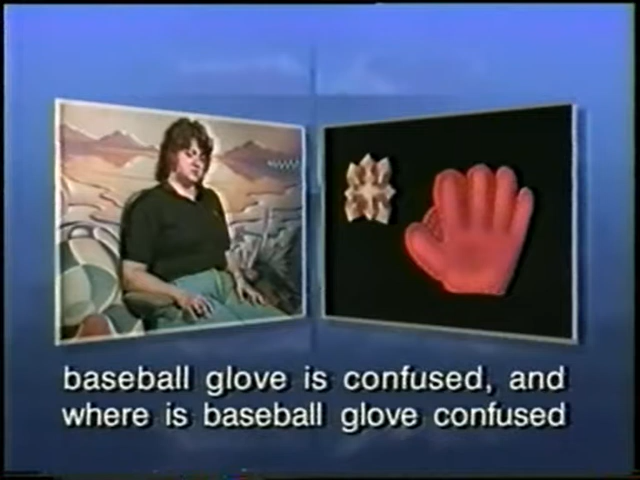 baseball glove is confused, and
where is baseball glove confused